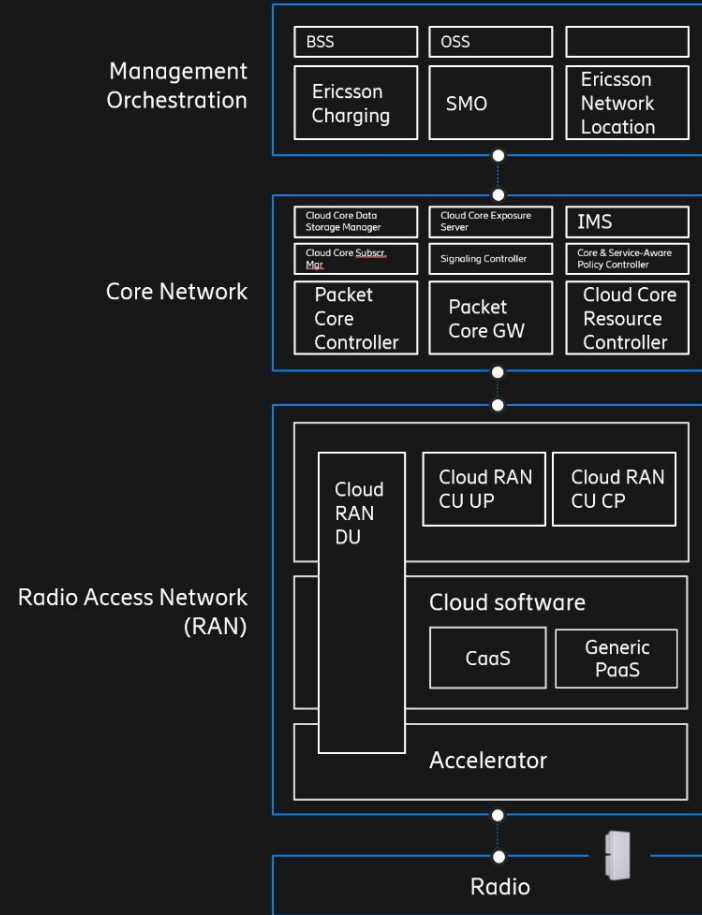 Management
Orchestration
BSS
OSS
Ericsson
Charging
SMO
Ericsson
Network
Location
Core Network
Cloud Core Data
Storage Manager
Cloud Core Exposure
Server
IMS
Cloud Core Subscr.
Mgr.
Signaling Controller
Core & Service-Aware
Policy Controller
Packet
Core
Controller
Packet
Core GW
Cloud Core
Resource
Controller
Radio Access Network
(RAN)
Cloud
RAN
DU
Cloud RAN
CU UP
Cloud RAN
CU CP
Cloud software
CaaS
Generic
PaaS
Accelerator
Radio